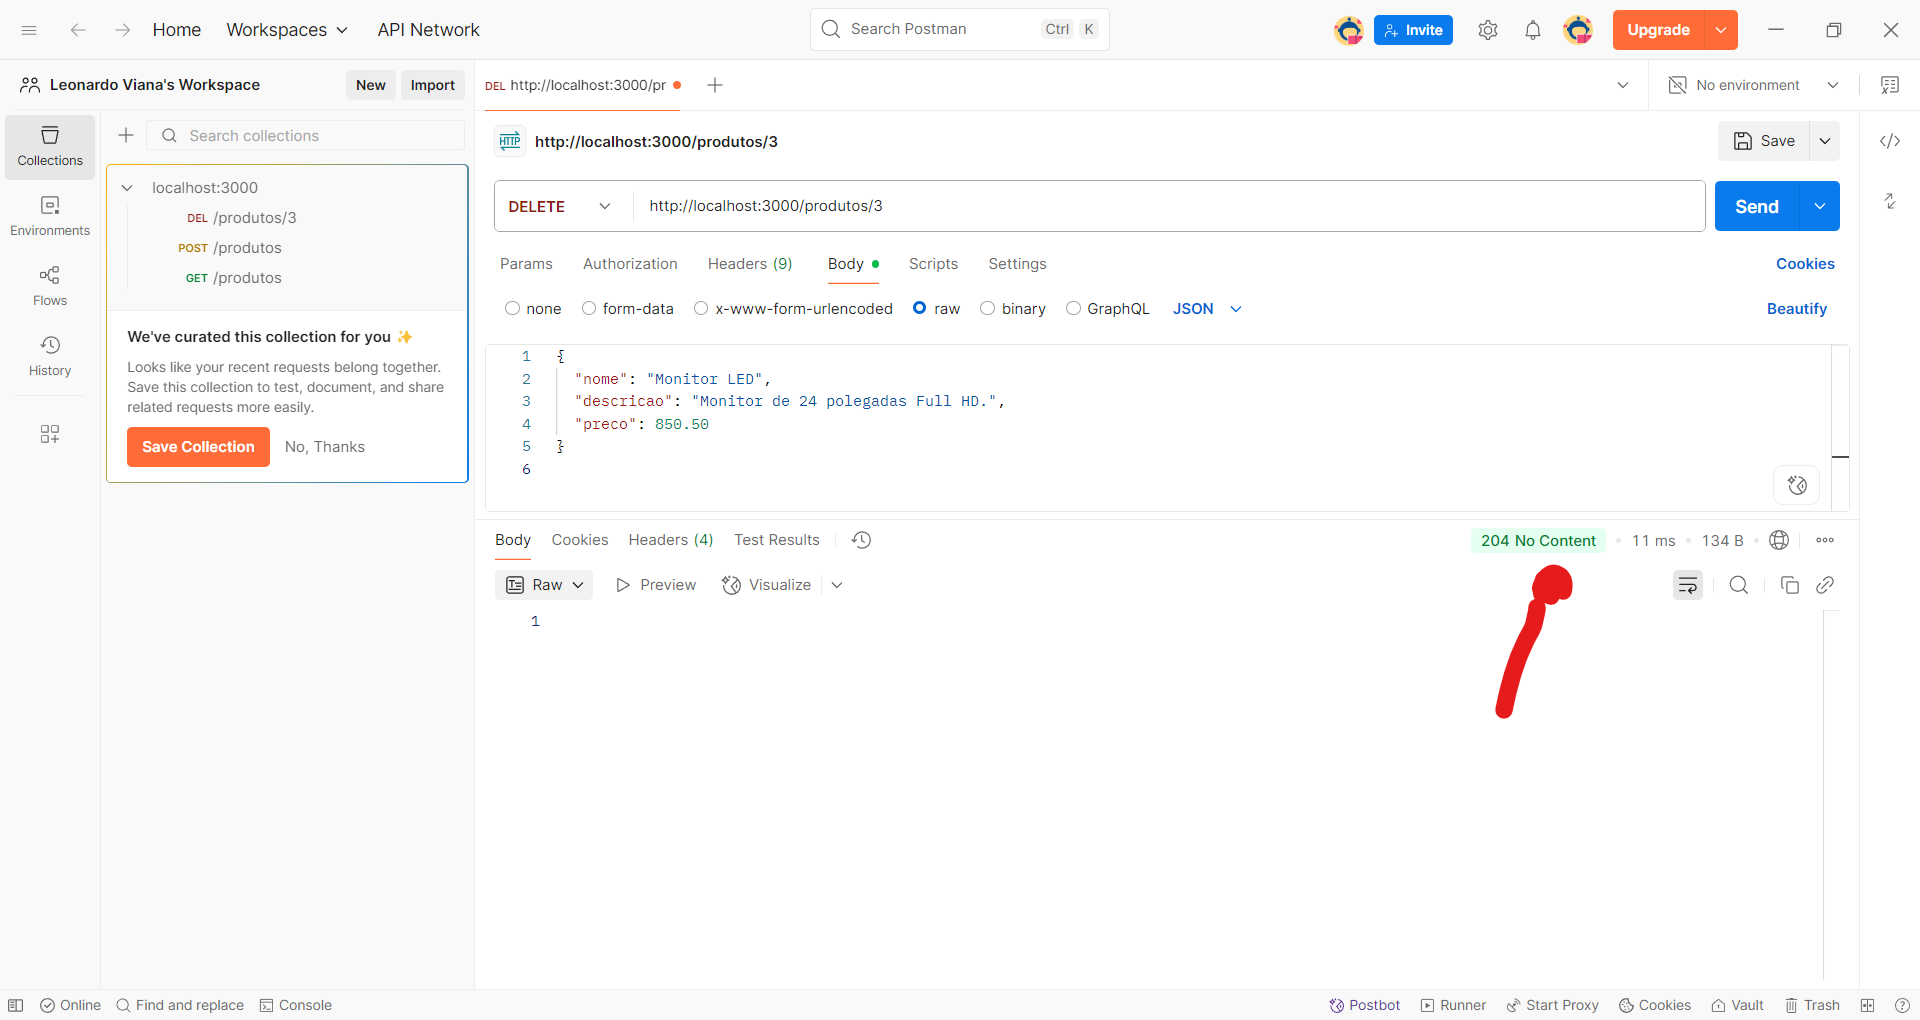 Home
Workspaces
API Network
Search Postman
Ctrl K
Invite
Upgrade
Leonardo Viana's Workspace
New
Import
DEL http://localhost:3000/pr
No environment
Collections
Environments
Flows
History
Search collections
localhost:3000
DEL /produtos/3
POST /produtos
GET /produtos
We've curated this collection for you ✨
Looks like your recent requests belong together.
Save this collection to test, document, and share
related requests more easily.
Save Collection
No, Thanks
HTTP http://localhost:3000/produtos/3
Save
DELETE
http://localhost:3000/produtos/3
Send
Params Authorization Headers (9) Body Scripts Settings
Cookies
none form-data x-www-form-urlencoded raw binary GraphQL JSON
Beautify
1 {
2 "nome": "Monitor LED",
3 "descricao": "Monitor de 24 polegadas Full HD.",
4 "preco": 850.50
5 }
6
Body Cookies Headers (4) Test Results
204 No Content 11 ms 134 B
Raw Preview Visualize
1
Online Find and replace Console
Postbot Runner Start Proxy Cookies Vault Trash